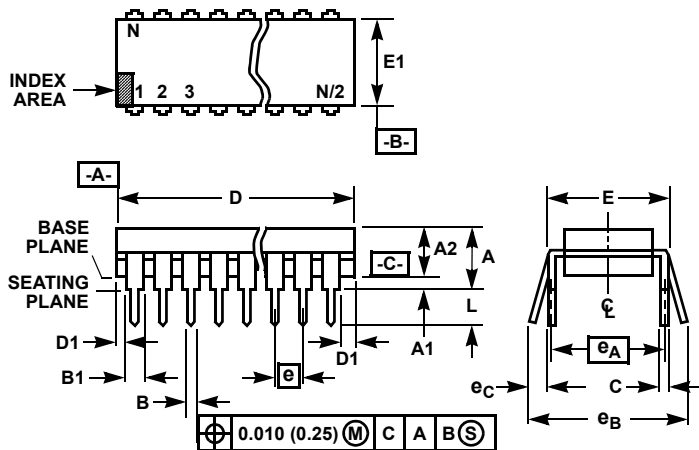 N
E1
INDEX
AREA
1 2 3 N/2
-B-
-A-
D
E
BASE
PLANE
A2
A
-C-
SEATING
PLANE
L
℄
D1
A1
D1
eA
B1
e
eC
C
B
eB
0.010 (0.25) Ⓜ C A B Ⓢ